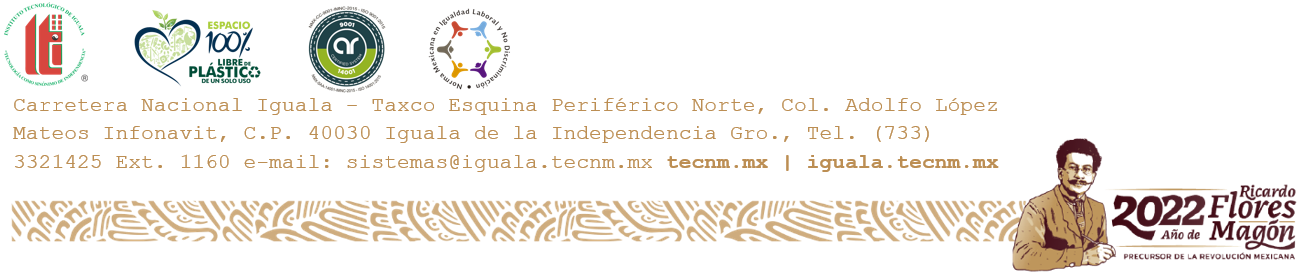 INSTITUTO TECNOLÓGICO DE IGUALA
ESPACIO
100%
LIBRE DE
PLÁSTICO
DE UN SOLO USO
9001
ar
14001
Norma Mexicana en Igualdad Laboral y No Discriminación
®
Carretera Nacional Iguala – Taxco Esquina Periférico Norte, Col. Adolfo López
Mateos Infonavit, C.P. 40030 Iguala de la Independencia Gro., Tel. (733)
3321425 Ext. 1160 e-mail: sistemas@iguala.tecnm.mx tecnm.mx | iguala.tecnm.mx
2022 Ricardo
Flores
Año de Magón
PRECURSOR DE LA REVOLUCIÓN MEXICANA